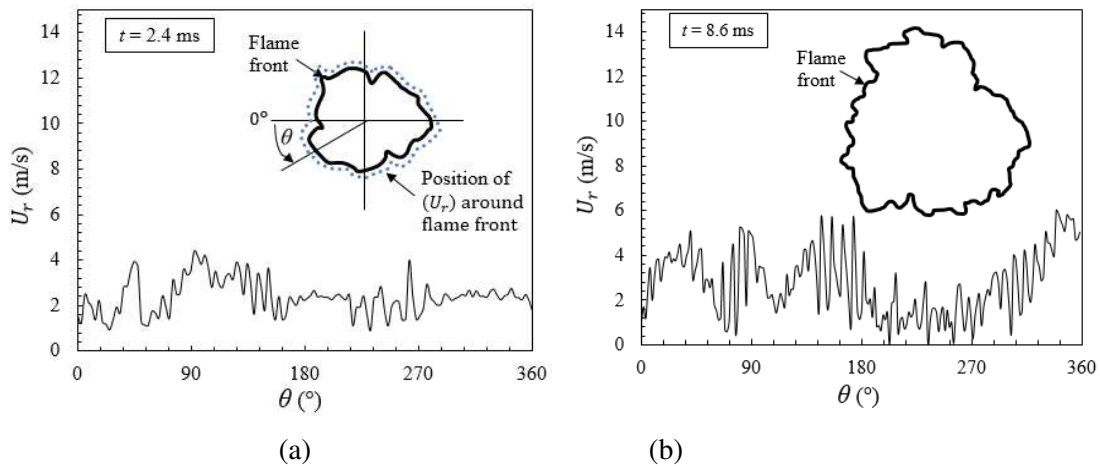 14
12
10
8
6
4
2
0
U_r (m/s)
t = 2.4 ms
Flame
front
0°
θ
Position of
(U_r) around
flame front
0 90 180 270 360
θ (°)
(a)
14
12
10
8
6
4
2
0
U_r (m/s)
t = 8.6 ms
Flame
front
0 90 180 270 360
θ (°)
(b)